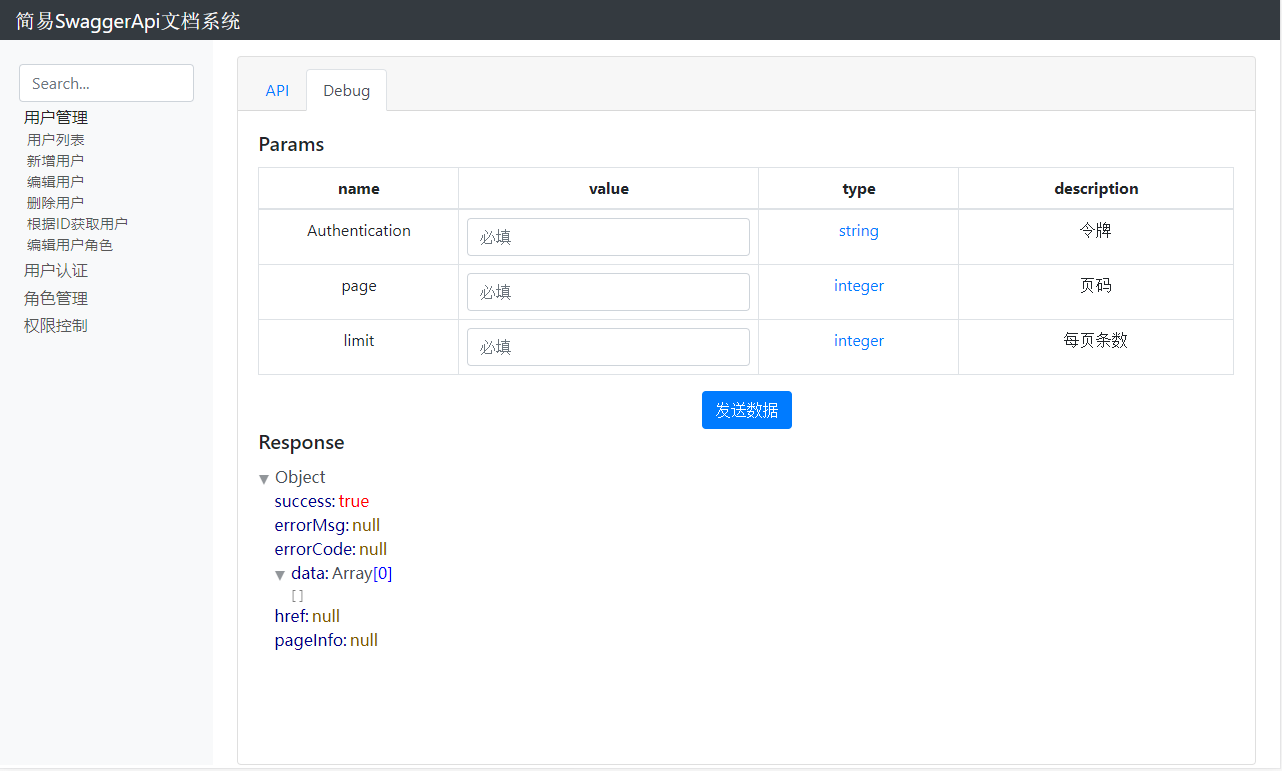 简易SwaggerApi文档系统
Search...
用户管理
用户列表
新增用户
编辑用户
删除用户
根据ID获取用户
编辑用户角色
用户认证
角色管理
权限控制
API Debug
Params
name value type description
Authentication 必填 string 令牌
page 必填 integer 页码
limit 必填 integer 每页条数
发送数据
Response
▼ Object
success: true
errorMsg: null
errorCode: null
▼ data: Array[0]
[ ]
href: null
pageInfo: null